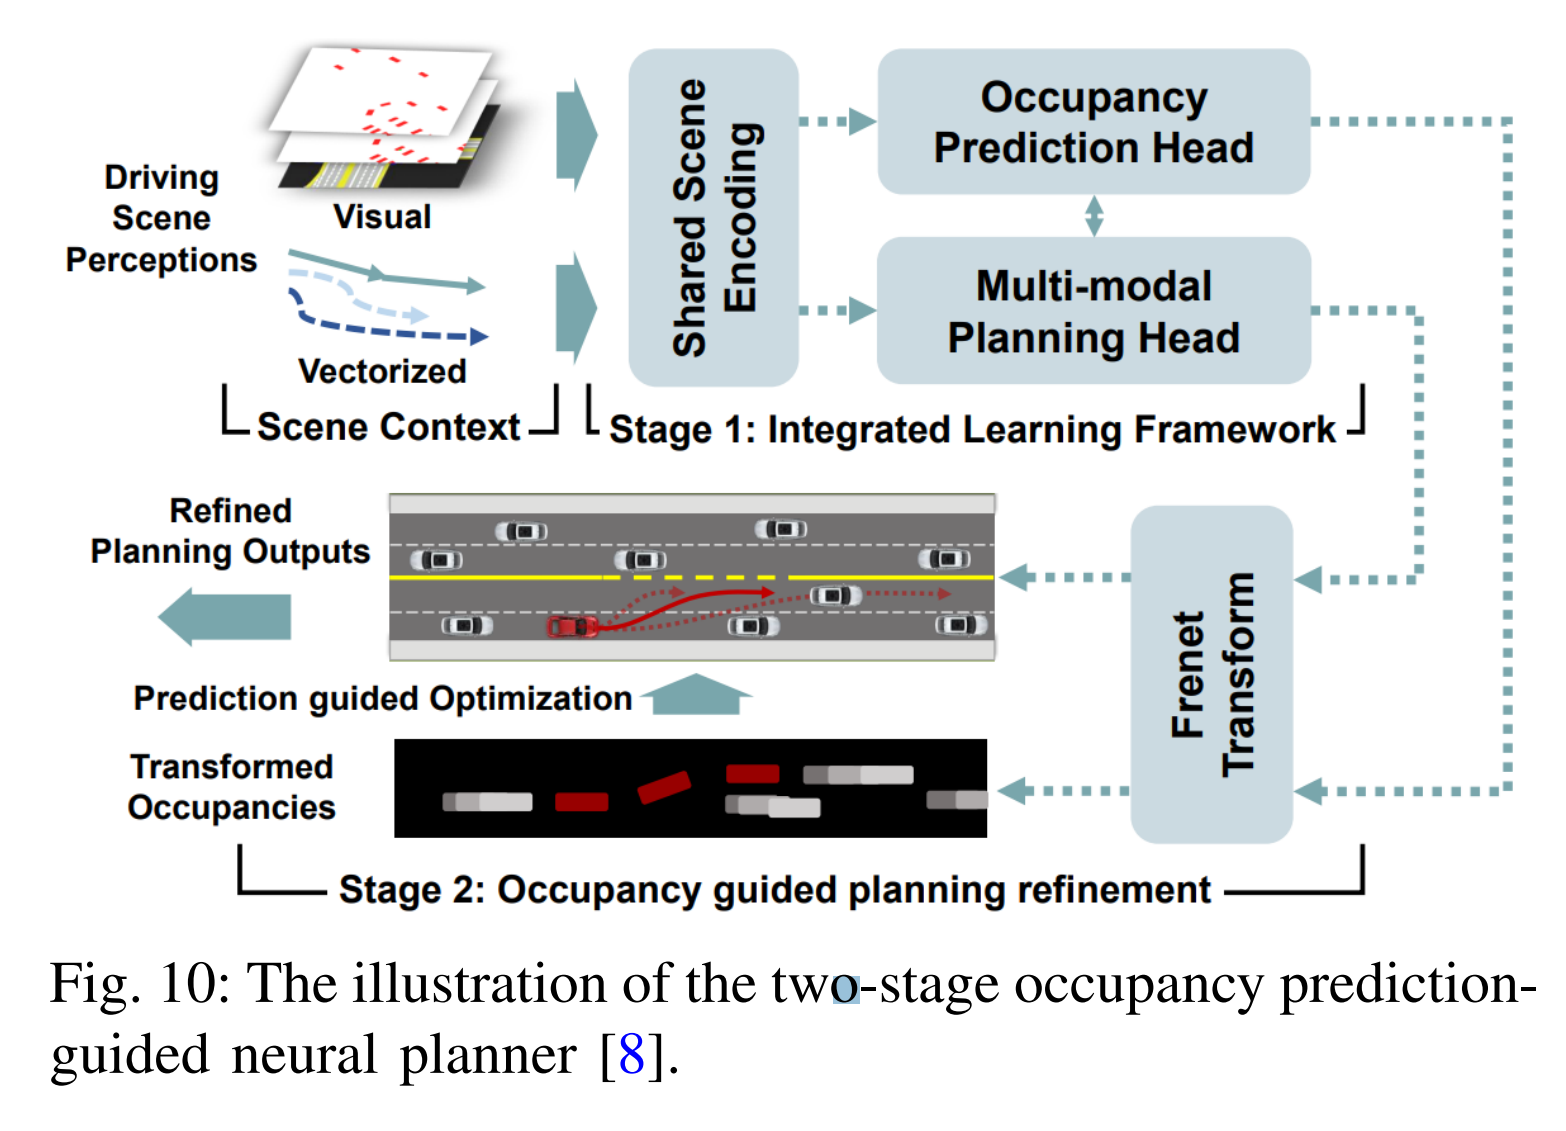 Driving
Scene
Perceptions
Visual
Vectorized
Scene Context
Shared Scene
Encoding
Occupancy
Prediction Head
Multi-modal
Planning Head
Stage 1: Integrated Learning Framework
Refined
Planning Outputs
Prediction guided Optimization
Transformed
Occupancies
Frenet
Transform
Stage 2: Occupancy guided planning refinement
Fig. 10: The illustration of the two-stage occupancy prediction-
guided neural planner [8].